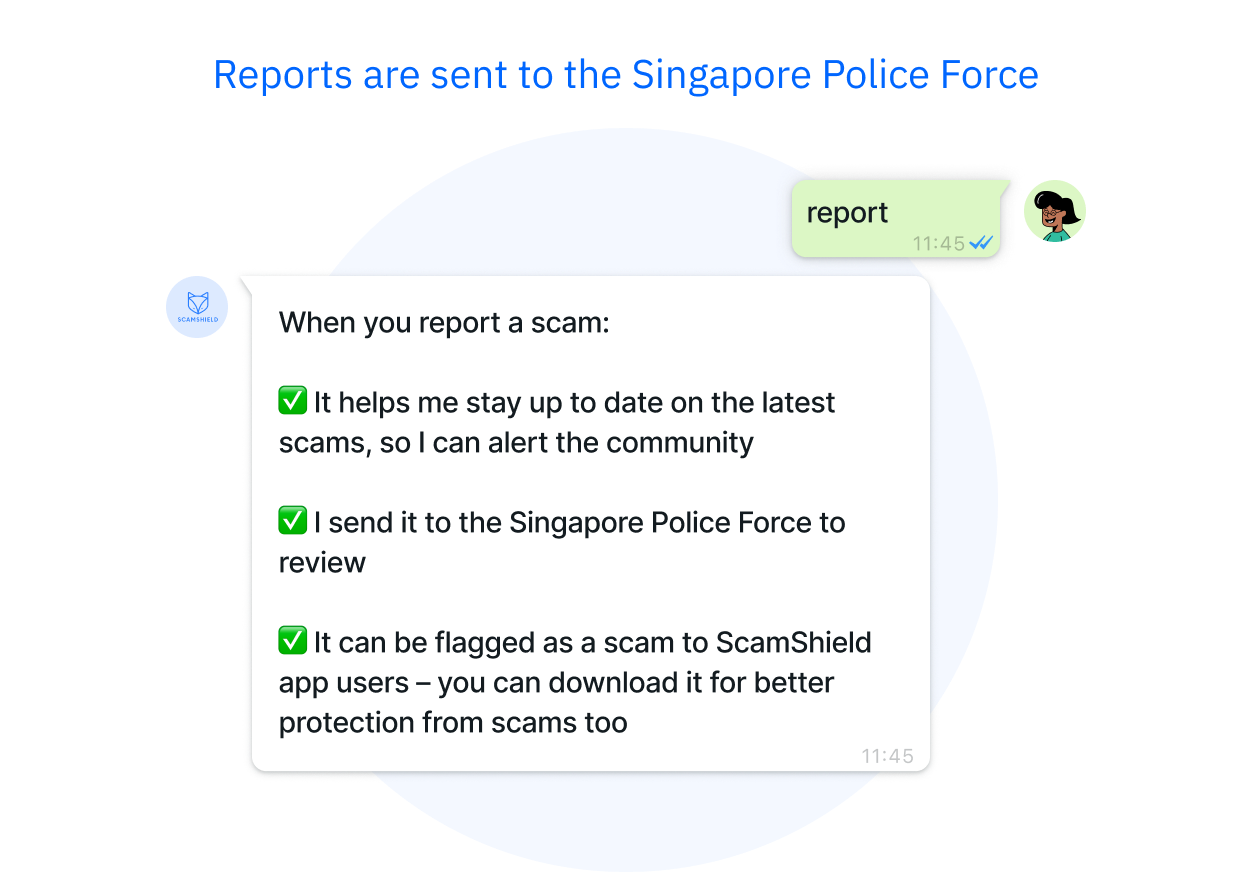 Reports are sent to the Singapore Police Force
report
11:45
SCAMSHIELD
When you report a scam:
✅ It helps me stay up to date on the latest
scams, so I can alert the community
✅ I send it to the Singapore Police Force to
review
✅ It can be flagged as a scam to ScamShield
app users – you can download it for better
protection from scams too
11:45